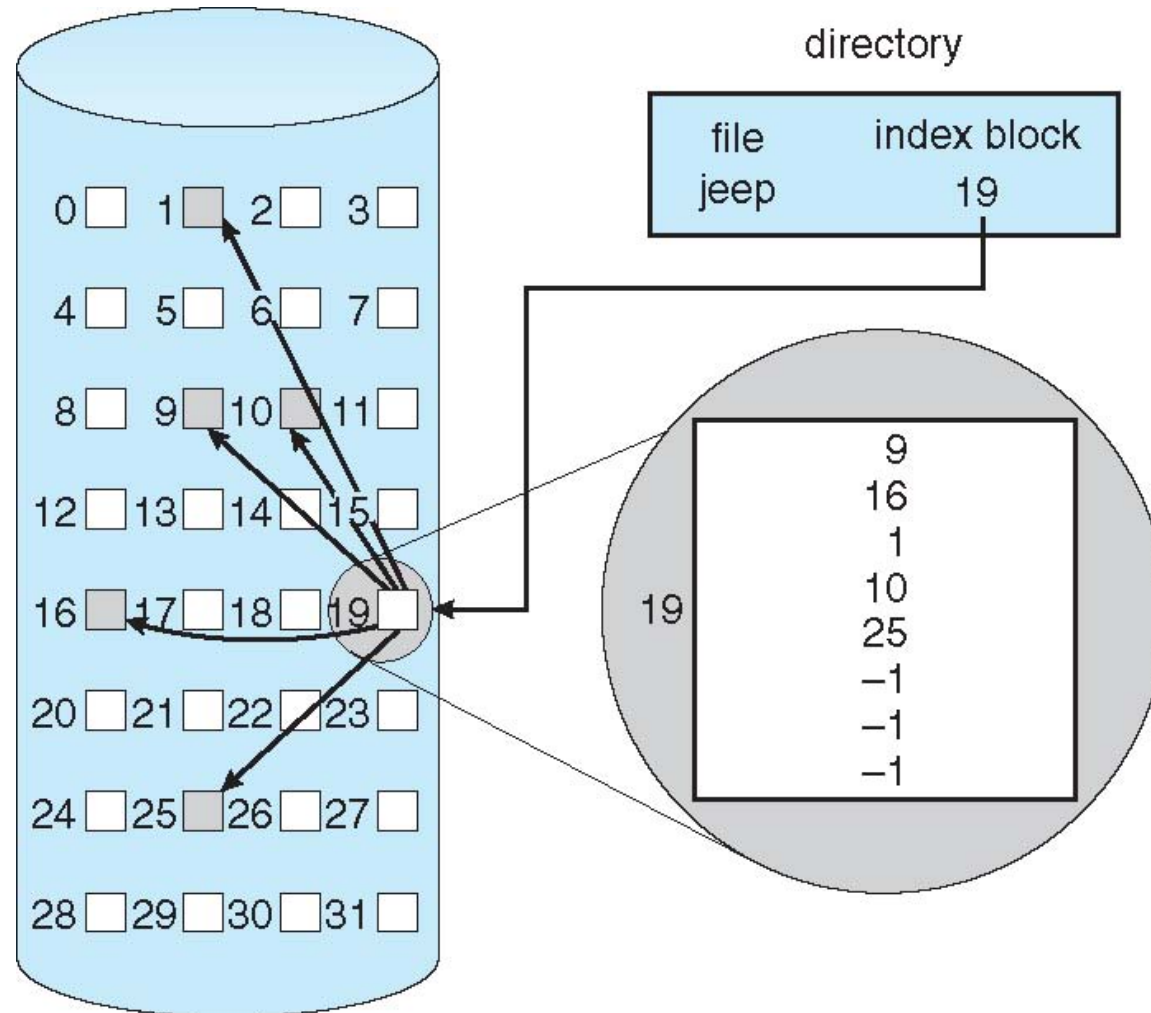 directory
file index block
jeep 19
0 1 2 3
4 5 6 7
8 9 10 11
12 13 14 15
16 17 18 19
20 21 22 23
24 25 26 27
28 29 30 31
19
9
16
1
10
25
–1
–1
–1